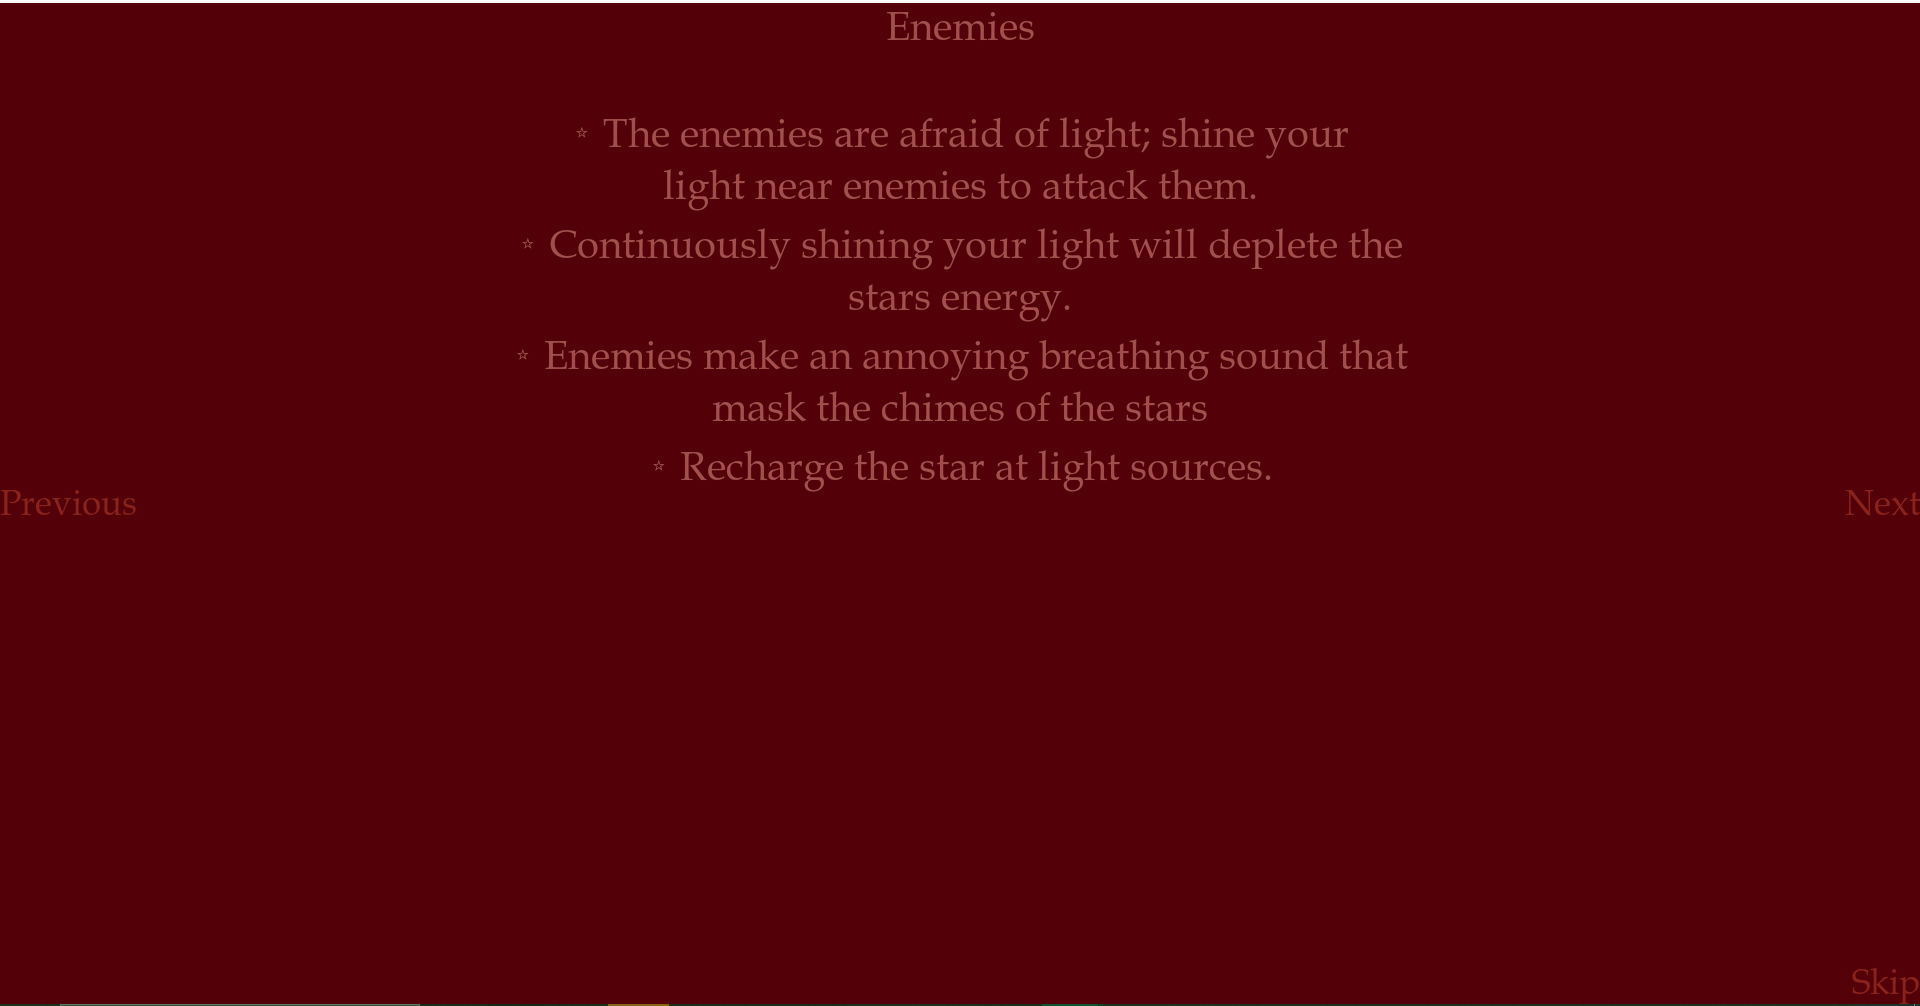 Enemies
☆ The enemies are afraid of light; shine your
light near enemies to attack them.
☆ Continuously shining your light will deplete the
stars energy.
☆ Enemies make an annoying breathing sound that
mask the chimes of the stars
☆ Recharge the star at light sources.
Previous
Next
Skip